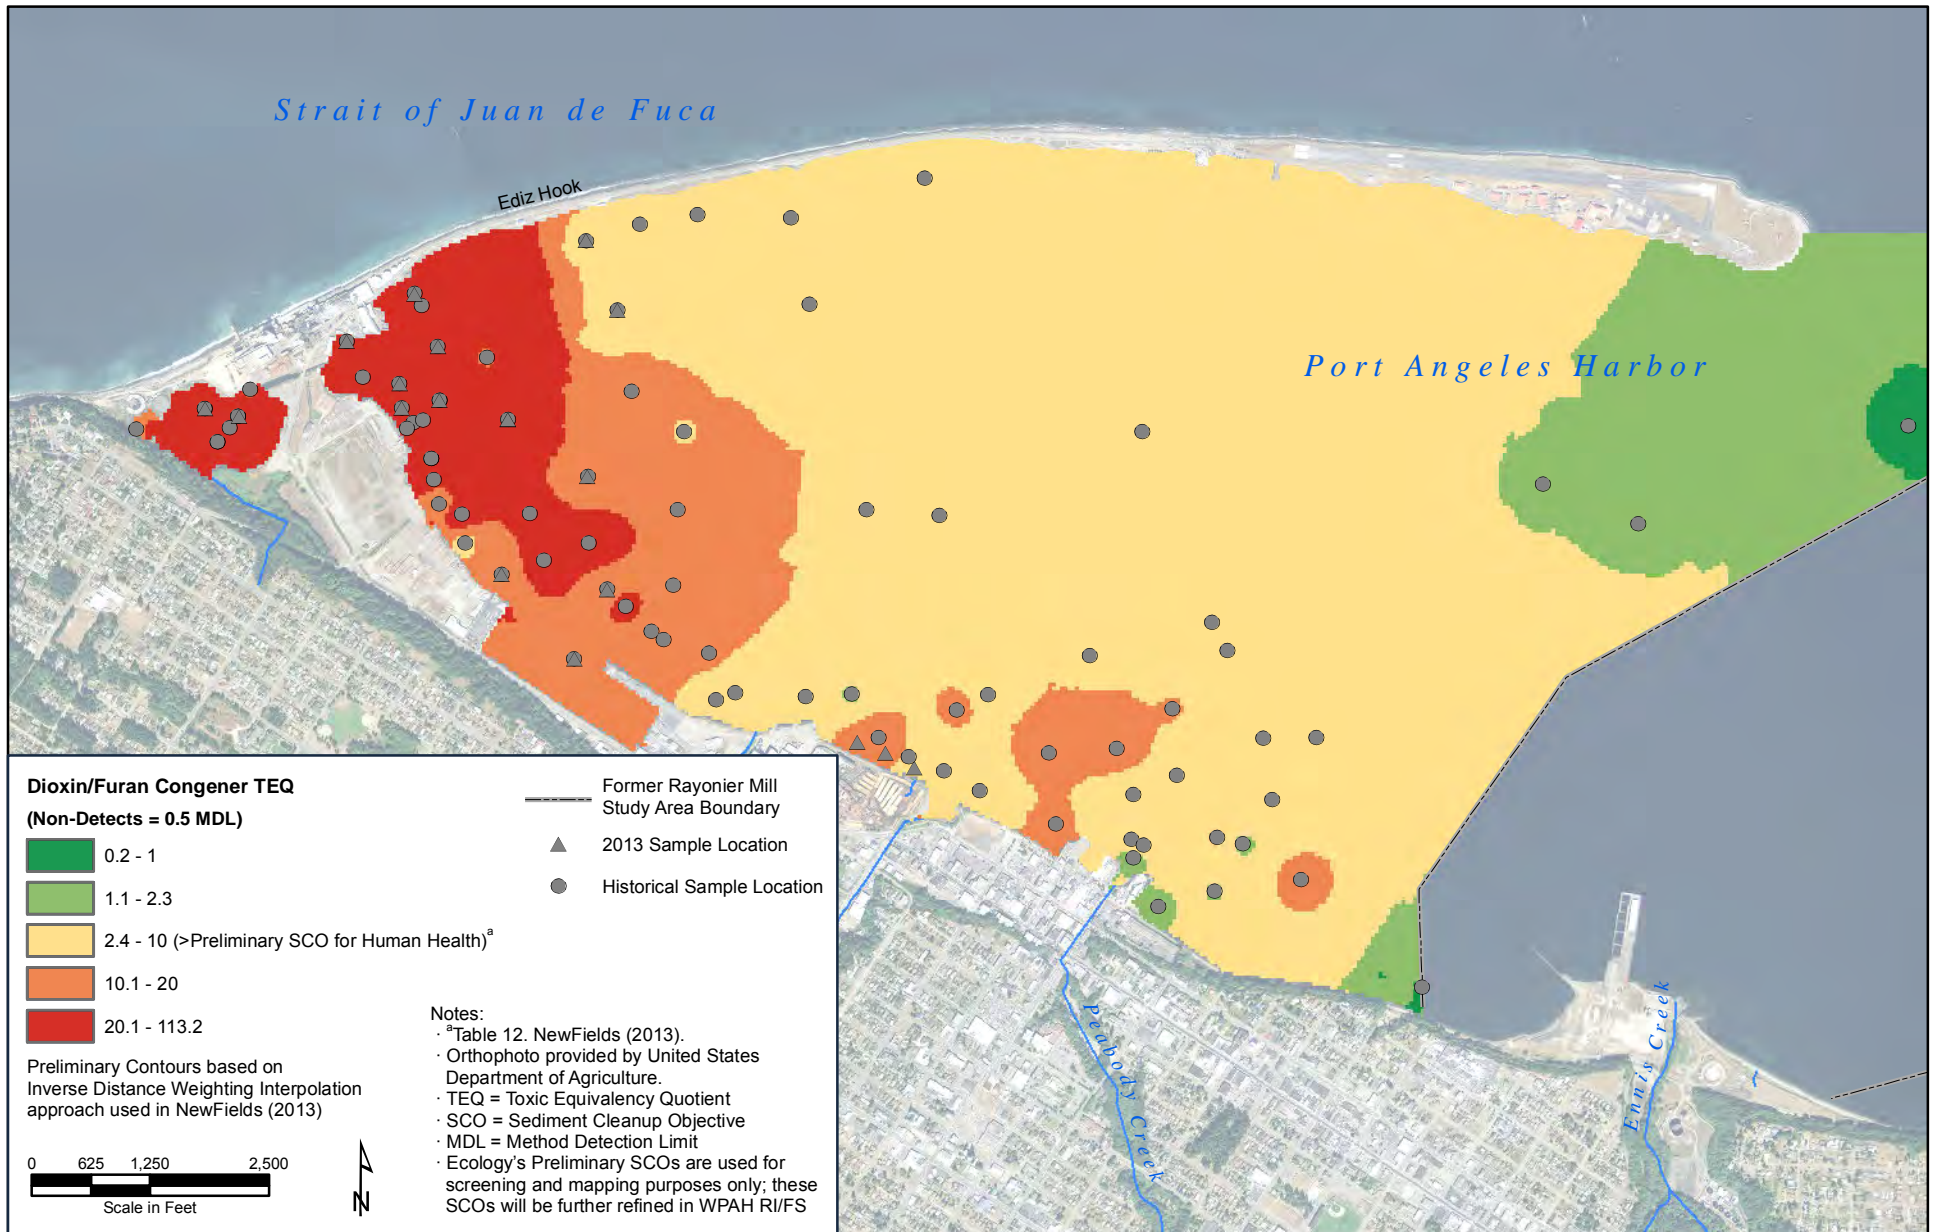 Strait of Juan de Fuca
Ediz Hook
Port Angeles Harbor
Peabody Creek
Ennis Creek
Dioxin/Furan Congener TEQ
(Non-Detects = 0.5 MDL)
0.2 - 1
1.1 - 2.3
2.4 - 10 (>Preliminary SCO for Human Health)a
10.1 - 20
20.1 - 113.2
Preliminary Contours based on
Inverse Distance Weighting Interpolation
approach used in NewFields (2013)
0 625 1,250 2,500
Scale in Feet
N
Former Rayonier Mill
Study Area Boundary
2013 Sample Location
Historical Sample Location
Notes:
· aTable 12. NewFields (2013).
· Orthophoto provided by United States
Department of Agriculture.
· TEQ = Toxic Equivalency Quotient
· SCO = Sediment Cleanup Objective
· MDL = Method Detection Limit
· Ecology's Preliminary SCOs are used for
screening and mapping purposes only; these
SCOs will be further refined in WPAH RI/FS